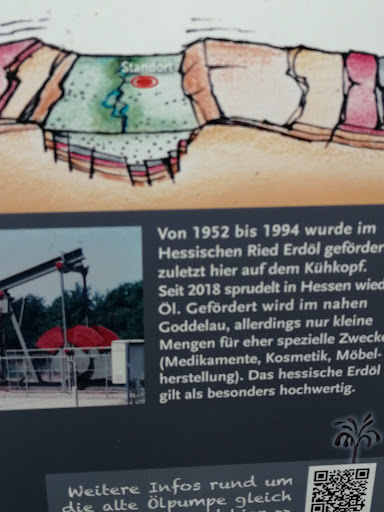 Standort
Von 1952 bis 1994 wurde im
Hessischen Ried Erdöl geförder
zuletzt hier auf dem Kühkopf.
Seit 2018 sprudelt in Hessen wied
Öl. Gefördert wird im nahen
Goddelau, allerdings nur kleine
Mengen für eher spezielle Zwecke
(Medikamente, Kosmetik, Möbel-
herstellung). Das hessische Erdöl
gilt als besonders hochwertig.
Weitere Infos rund um
die alte Ölpumpe gleich